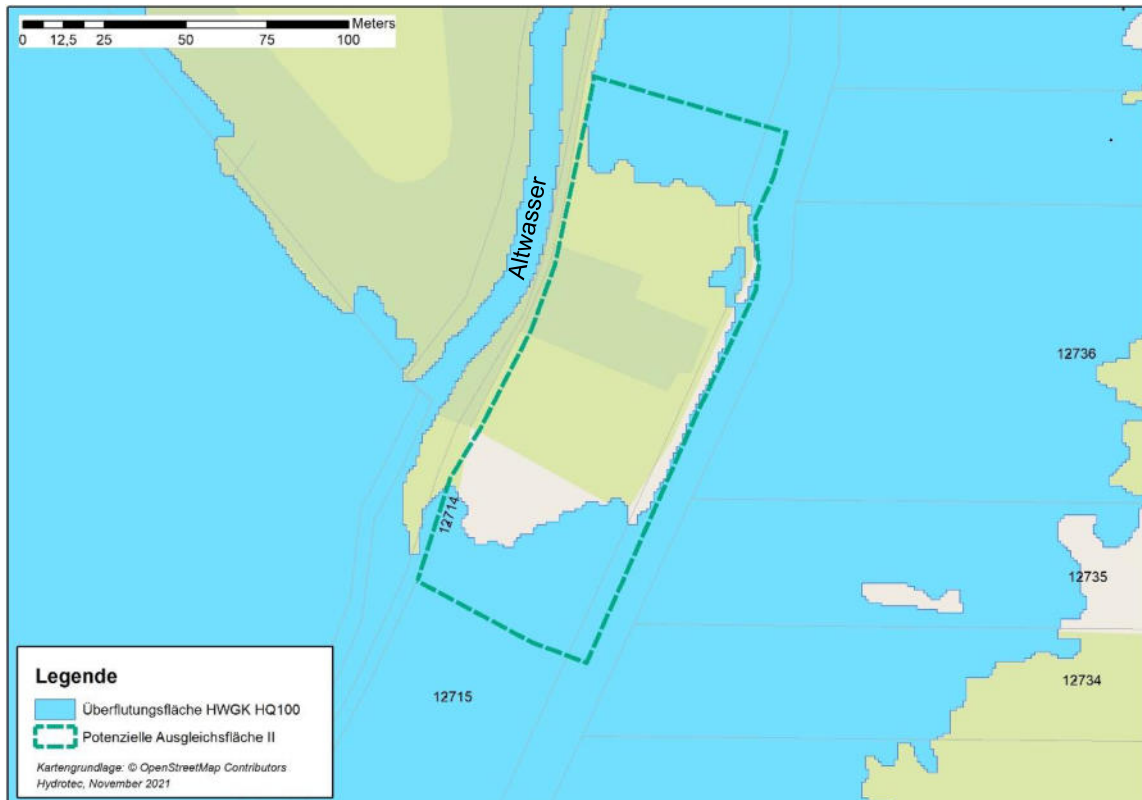 Meters
0 12,5 25 50 75 100
Altwasser
12736
12714
12735
12734
12715
Legende
Überflutungsfläche HWGK HQ100
Potenzielle Ausgleichsfläche II
Kartengrundlage: © OpenStreetMap Contributors
Hydrotec, November 2021